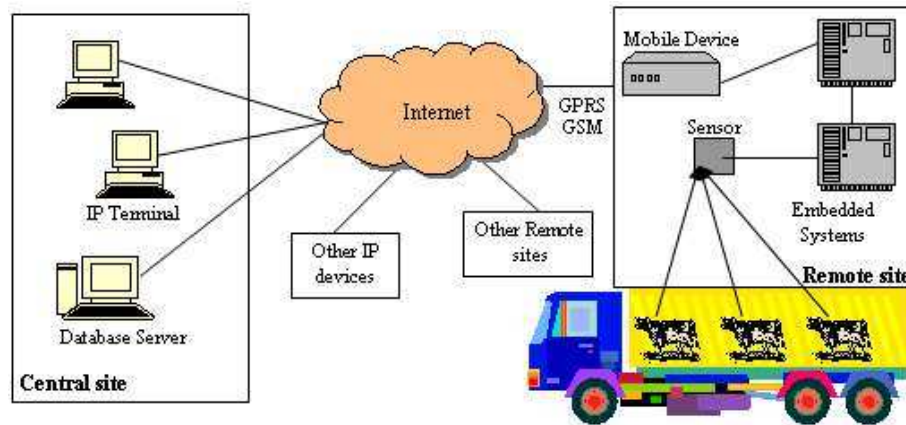 Mobile Device
Internet
GPRS
GSM
Sensor
IP Terminal
Embedded
Systems
Other IP
devices
Other Remote
sites
Remote site
Database Server
Central site